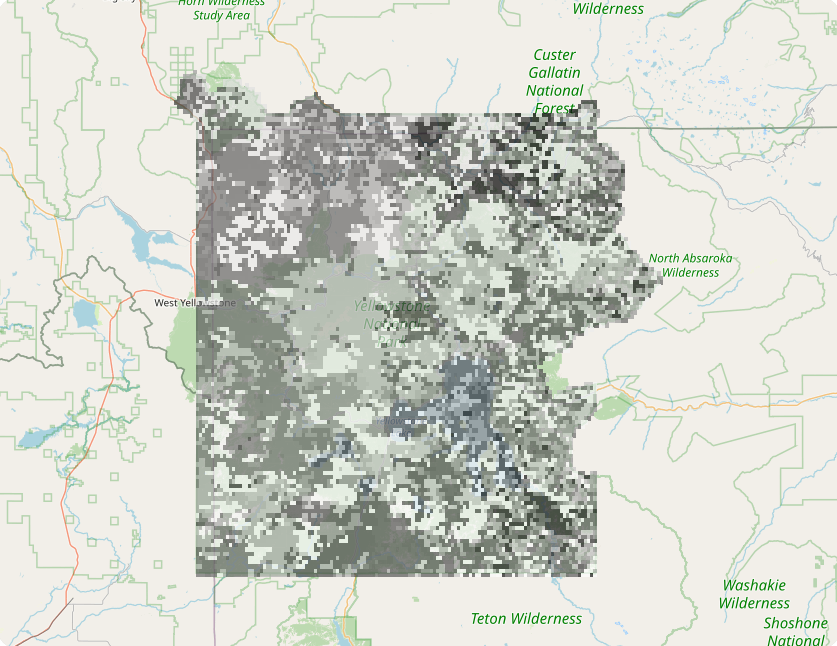 Horn Wilderness
Study Area
Wilderness
Custer
Gallatin
National
Forest
North Absaroka
Wilderness
West Yellowstone
Yellowstone
National
Park
Teton Wilderness
Washakie
Wilderness
Shoshone
National